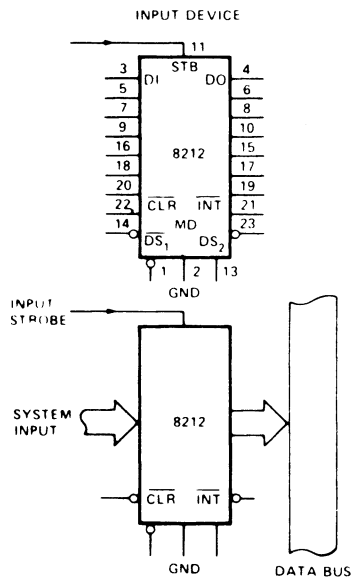 INPUT DEVICE
11
STB
3 DI DO 4
5 6
7 8
9 10
16 15
8212
18 17
20 19
22 CLR INT 21
MD
14 DS1 DS2 23
1 2 13
GND
INPUT
STROBE
SYSTEM
INPUT
8212
CLR INT
GND
DATA BUS